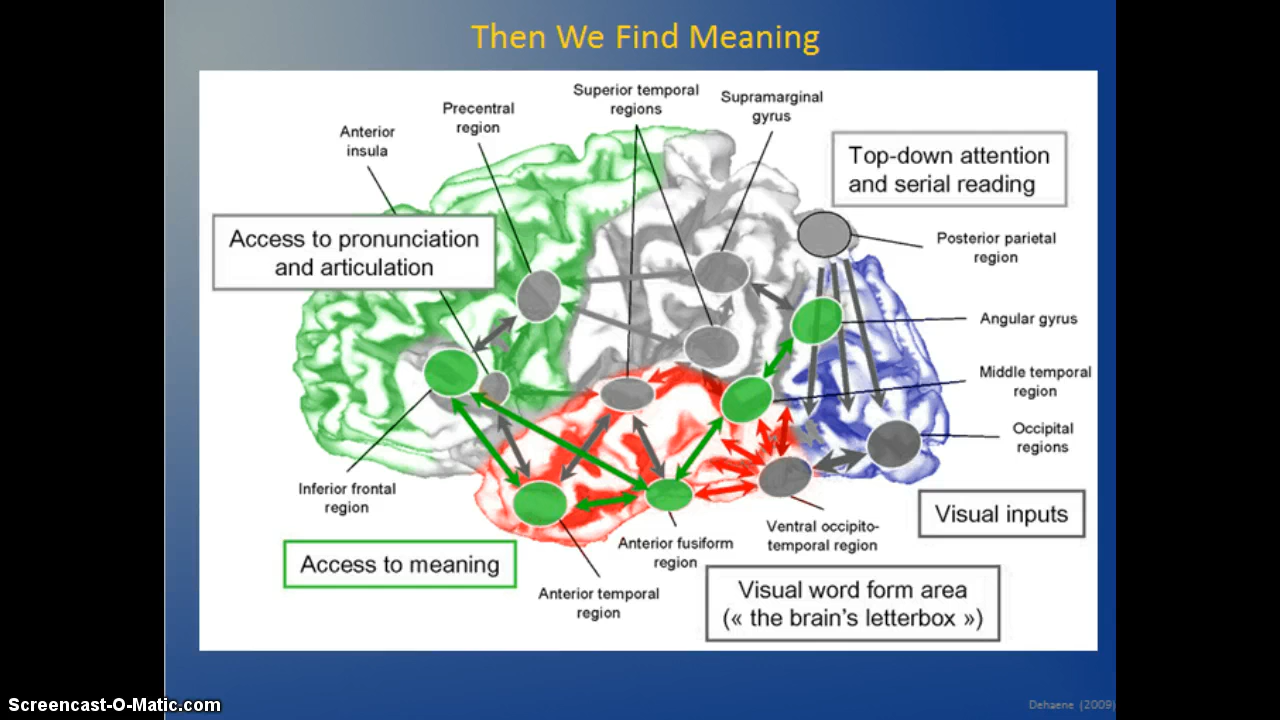 Then We Find Meaning
Superior temporal
regions
Supramarginal
gyrus
Precentral
region
Anterior
insula
Top-down attention
and serial reading
Access to pronunciation
and articulation
Posterior parietal
region
Angular gyrus
Middle temporal
region
Occipital
regions
Inferior frontal
region
Visual inputs
Ventral occipito-
temporal region
Anterior fusiform
region
Access to meaning
Anterior temporal
region
Visual word form area
(« the brain's letterbox »)
Screencast-O-Matic.com
Dehaene (2009)